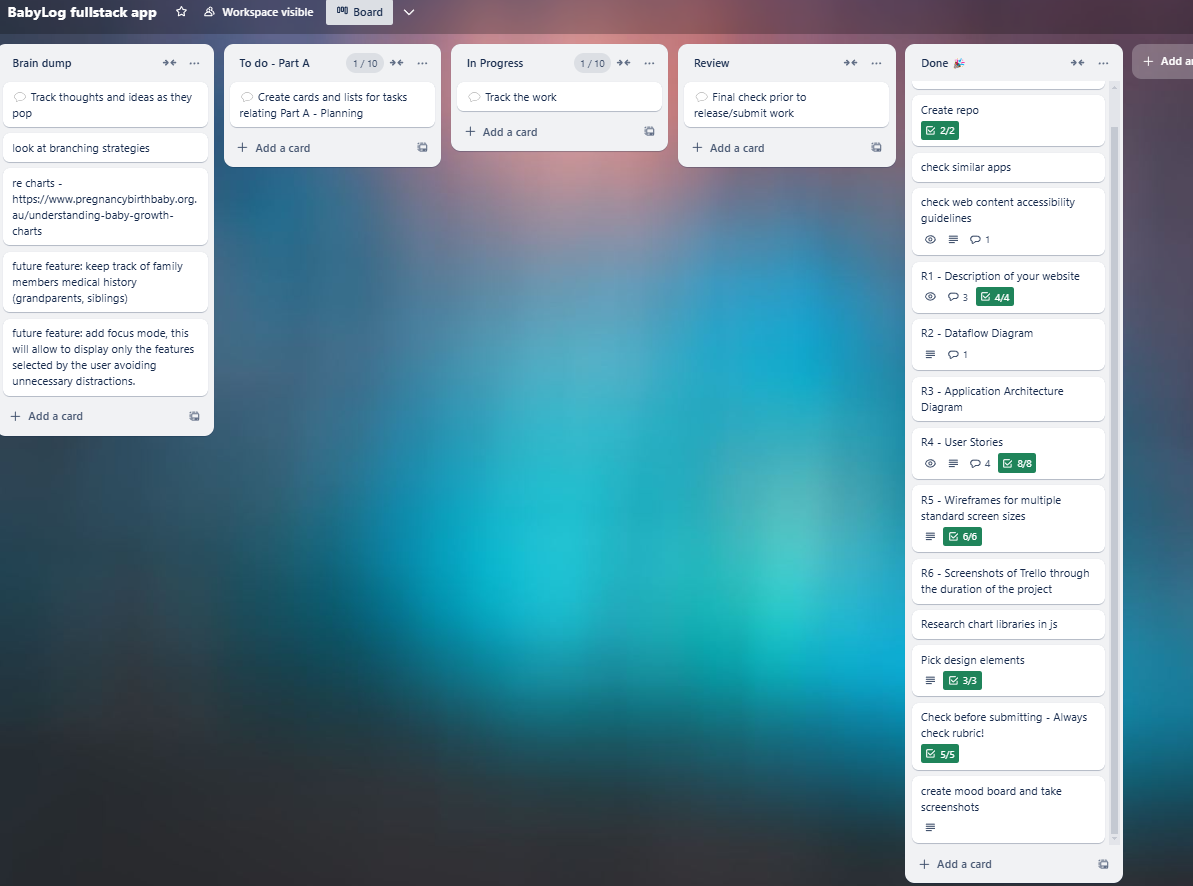 BabyLog fullstack app
Workspace visible
Board
Brain dump
Track thoughts and ideas as they
pop
look at branching strategies
re charts -
https://www.pregnancybirthbaby.org.
au/understanding-baby-growth-
charts
future feature: keep track of family
members medical history
(grandparents, siblings)
future feature: add focus mode, this
will allow to display only the features
selected by the user avoiding
unnecessary distractions.
+ Add a card
To do - Part A
1 / 10
Create cards and lists for tasks
relating Part A - Planning
+ Add a card
In Progress
1 / 10
Track the work
+ Add a card
Review
Final check prior to
release/submit work
+ Add a card
Done 🎉
Create repo
2/2
check similar apps
check web content accessibility
guidelines
1
R1 - Description of your website
3
4/4
R2 - Dataflow Diagram
1
R3 - Application Architecture
Diagram
R4 - User Stories
4
8/8
R5 - Wireframes for multiple
standard screen sizes
6/6
R6 - Screenshots of Trello through
the duration of the project
Research chart libraries in js
Pick design elements
3/3
Check before submitting - Always
check rubric!
5/5
create mood board and take
screenshots
+ Add a card
+ Add a